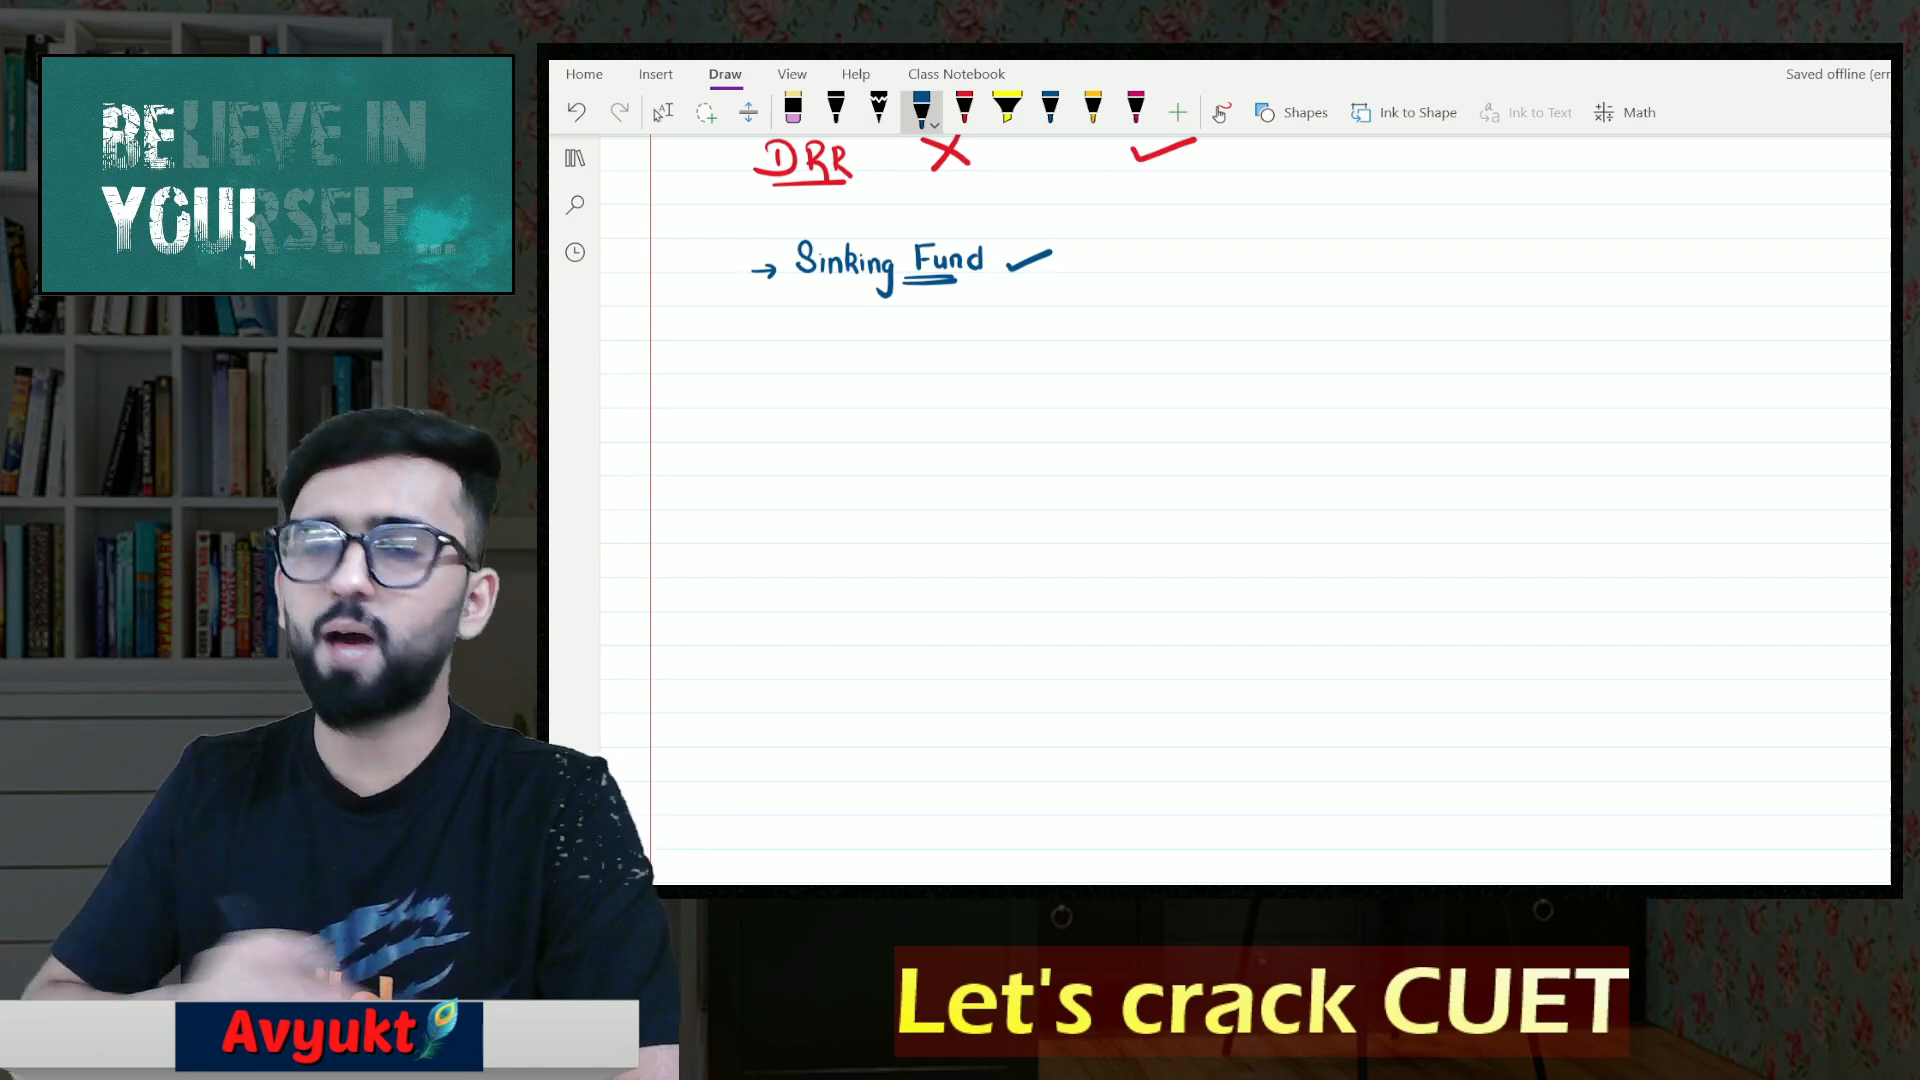 BELIEVE IN
YOURSELF...
Home Insert Draw View Help Class Notebook Saved offline (err
Shapes Ink to Shape Ink to Text Math
DRR
→ Sinking Fund
Avyukt
Let's crack CUET